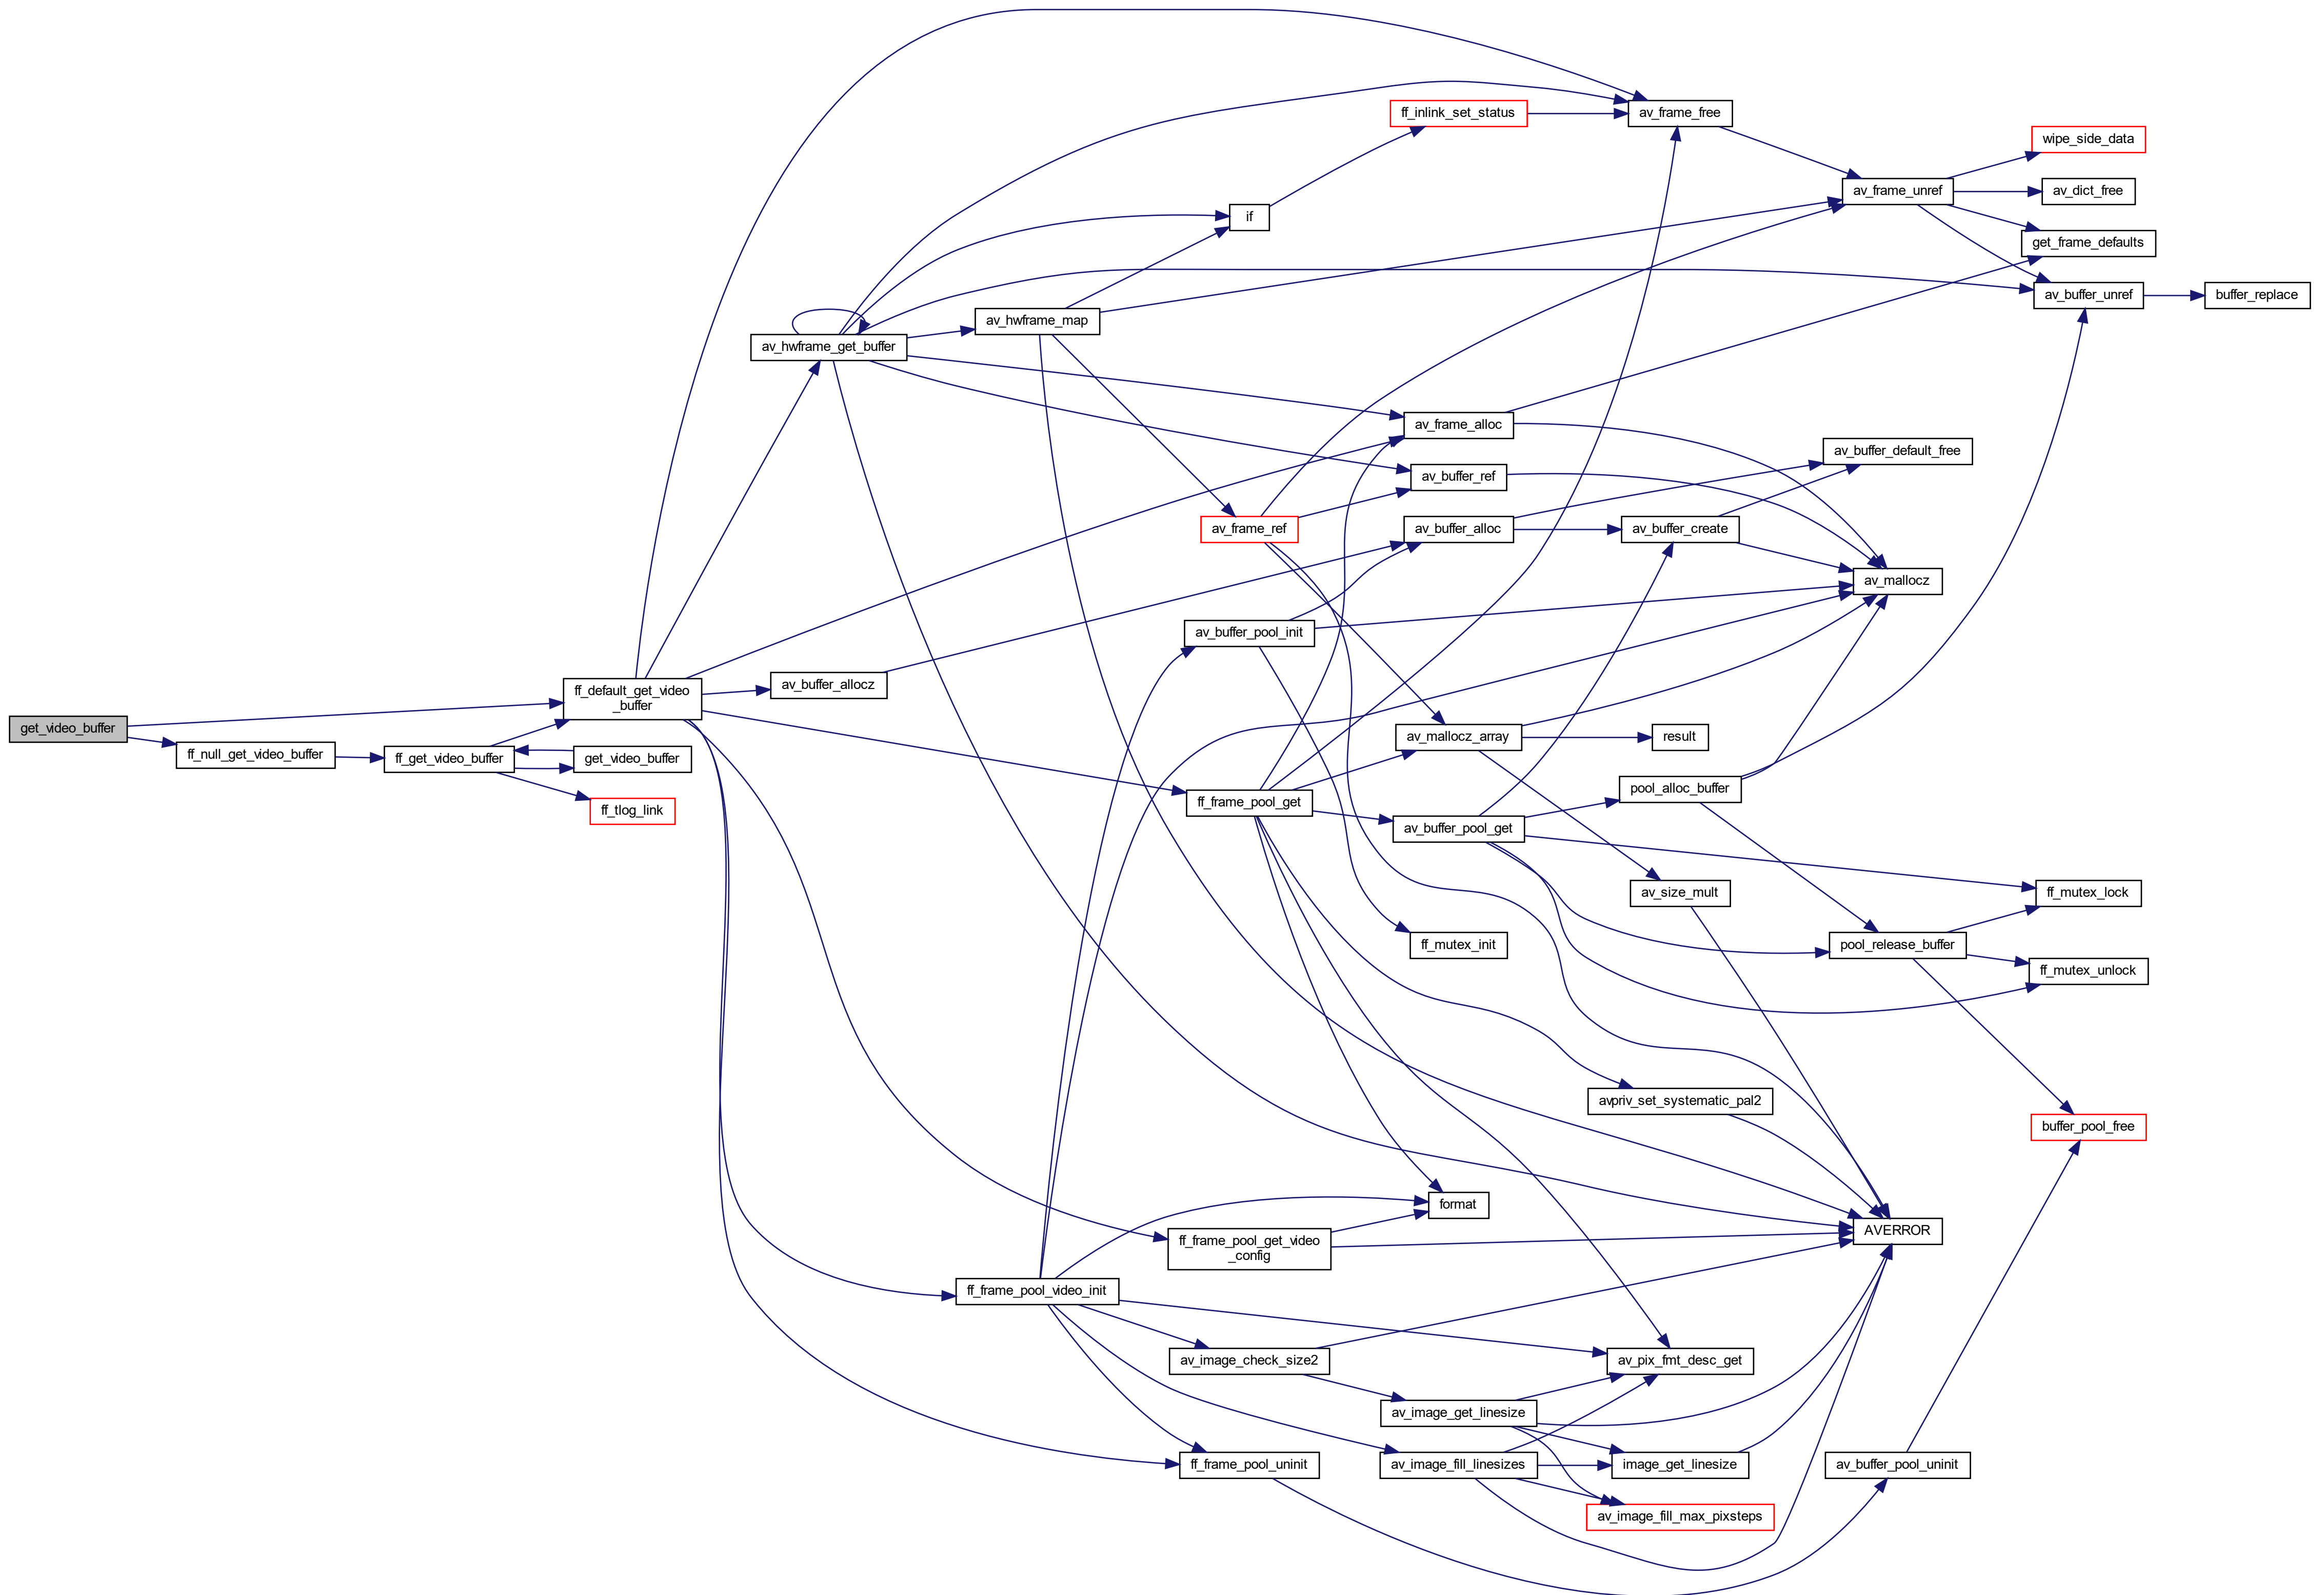 av_frame_free
ff_inlink_set_status
wipe_side_data
av_dict_free
av_frame_unref
if
get_frame_defaults
av_buffer_unref
buffer_replace
av_hwframe_map
av_hwframe_get_buffer
av_frame_alloc
av_buffer_default_free
av_buffer_ref
av_frame_ref
av_buffer_alloc
av_buffer_create
av_mallocz
av_buffer_pool_init
av_buffer_allocz
ff_default_get_video
_buffer
get_video_buffer
ff_null_get_video_buffer
ff_get_video_buffer
get_video_buffer
ff_tlog_link
av_mallocz_array
result
pool_alloc_buffer
ff_frame_pool_get
av_buffer_pool_get
av_size_mult
ff_mutex_lock
ff_mutex_init
pool_release_buffer
ff_mutex_unlock
avpriv_set_systematic_pal2
buffer_pool_free
format
AVERROR
ff_frame_pool_get_video
_config
ff_frame_pool_video_init
av_image_check_size2
av_pix_fmt_desc_get
av_image_get_linesize
ff_frame_pool_uninit
av_image_fill_linesizes
image_get_linesize
av_buffer_pool_uninit
av_image_fill_max_pixsteps